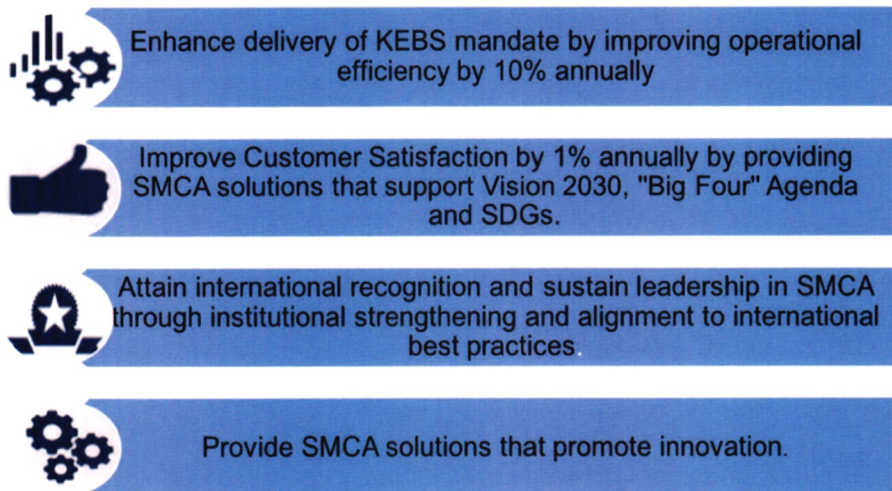 Enhance delivery of KEBS mandate by improving operational
efficiency by 10% annually
Improve Customer Satisfaction by 1% annually by providing
SMCA solutions that support Vision 2030, "Big Four" Agenda
and SDGs.
Attain international recognition and sustain leadership in SMCA
through institutional strengthening and alignment to international
best practices.
Provide SMCA solutions that promote innovation.